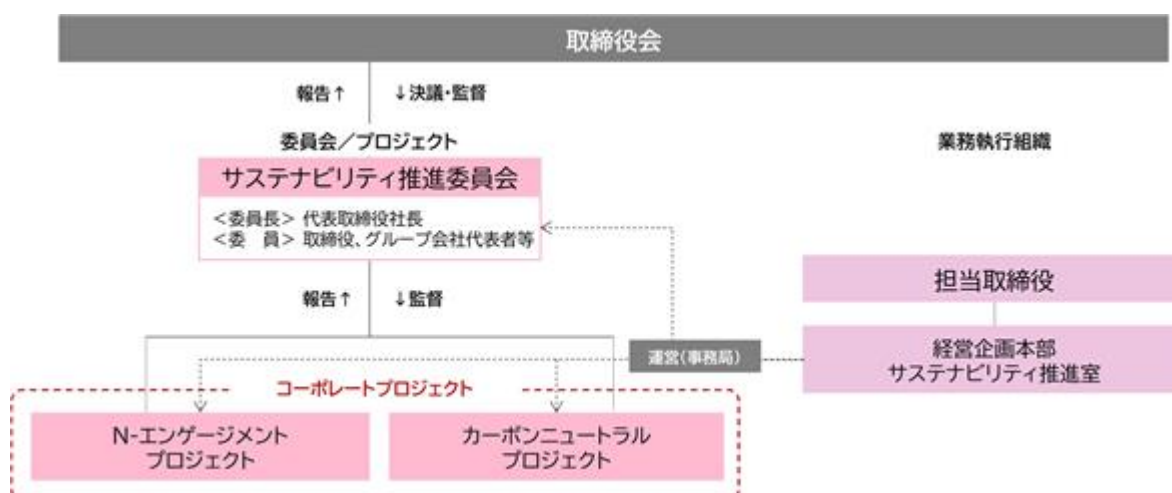 取締役会
報告↑ ↓決議・監督
委員会／プロジェクト
業務執行組織
サステナビリティ推進委員会
＜委員長＞ 代表取締役社長
＜委　員＞ 取締役、グループ会社代表者等
担当取締役
報告↑ ↓監督
運営(事務局)
経営企画本部
サステナビリティ推進室
コーポレートプロジェクト
N-エンゲージメント
プロジェクト
カーボンニュートラル
プロジェクト